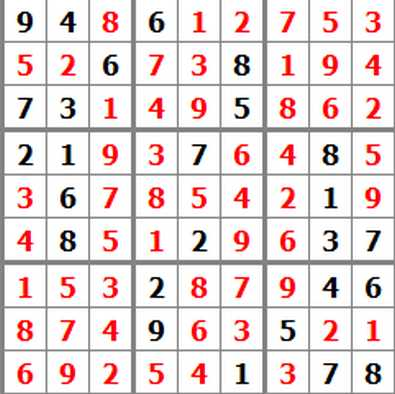 9 4 8 6 1 2 7 5 3
5 2 6 7 3 8 1 9 4
7 3 1 4 9 5 8 6 2
2 1 9 3 7 6 4 8 5
3 6 7 8 5 4 2 1 9
4 8 5 1 2 9 6 3 7
1 5 3 2 8 7 9 4 6
8 7 4 9 6 3 5 2 1
6 9 2 5 4 1 3 7 8